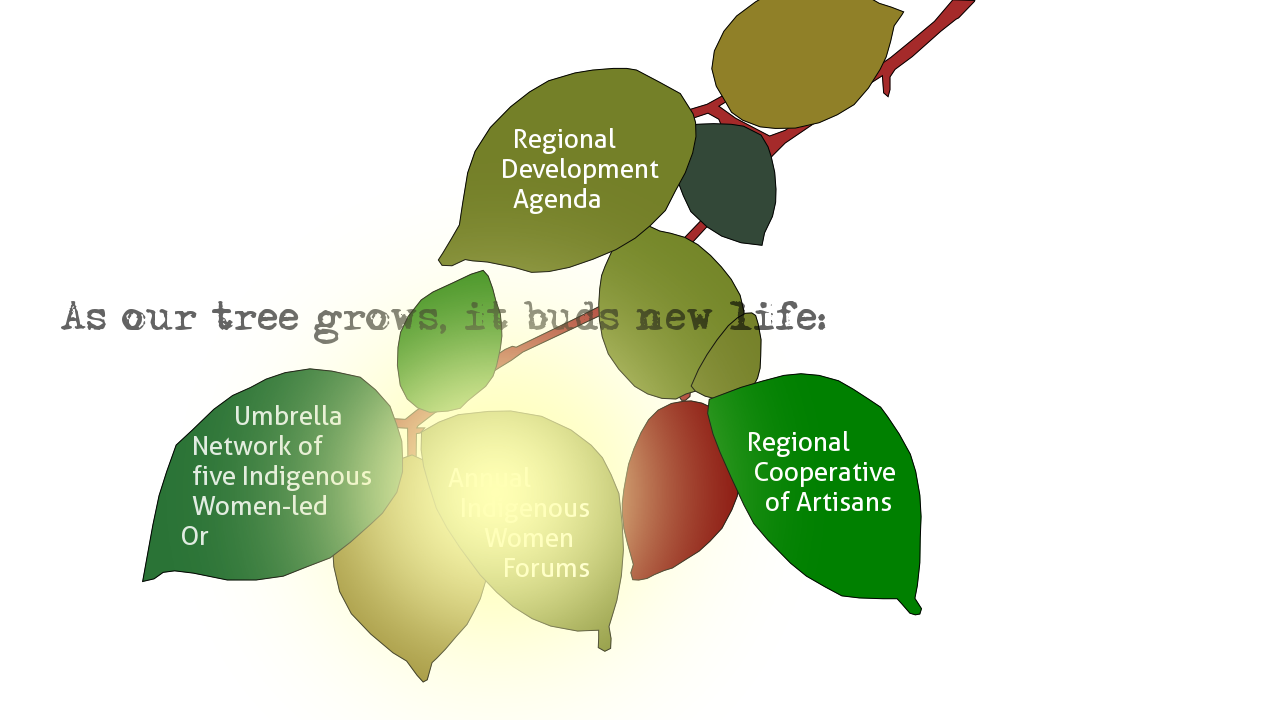 Regional
Development
Agenda
As our tree grows, it buds new life:
Umbrella
Network of
five Indigenous
Women-led
Or
Annual
Indigenous
Women
Forums
Regional
Cooperative
of Artisans